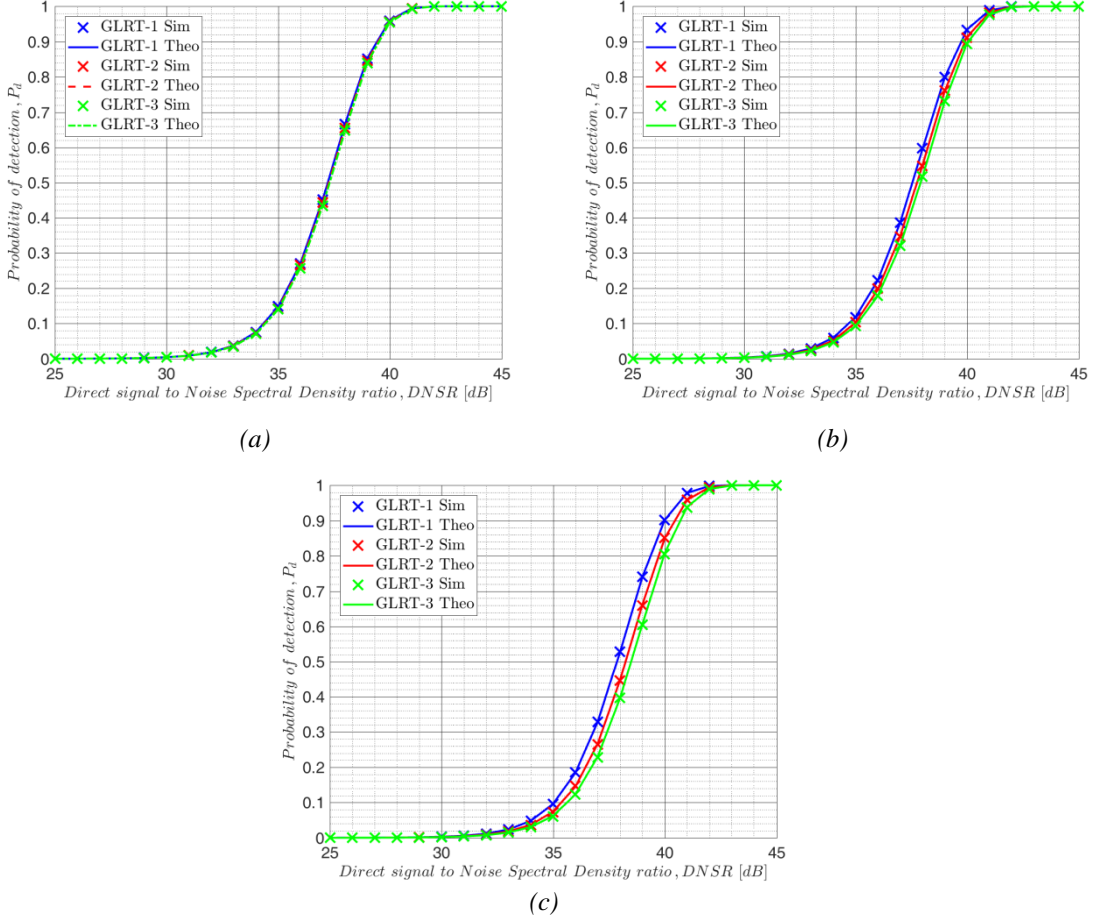 1
0.9
0.8
0.7
0.6
0.5
0.4
0.3
0.2
0.1
0
Probability of detection, P_d
GLRT-1 Sim
GLRT-1 Theo
GLRT-2 Sim
GLRT-2 Theo
GLRT-3 Sim
GLRT-3 Theo
25 30 35 40 45
Direct signal to Noise Spectral Density ratio, DNSR [dB]
(a)
1
0.9
0.8
0.7
0.6
0.5
0.4
0.3
0.2
0.1
0
Probability of detection, P_d
GLRT-1 Sim
GLRT-1 Theo
GLRT-2 Sim
GLRT-2 Theo
GLRT-3 Sim
GLRT-3 Theo
25 30 35 40 45
Direct signal to Noise Spectral Density ratio, DNSR [dB]
(b)
1
0.9
0.8
0.7
0.6
0.5
0.4
0.3
0.2
0.1
0
Probability of detection, P_d
GLRT-1 Sim
GLRT-1 Theo
GLRT-2 Sim
GLRT-2 Theo
GLRT-3 Sim
GLRT-3 Theo
25 30 35 40 45
Direct signal to Noise Spectral Density ratio, DNSR [dB]
(c)